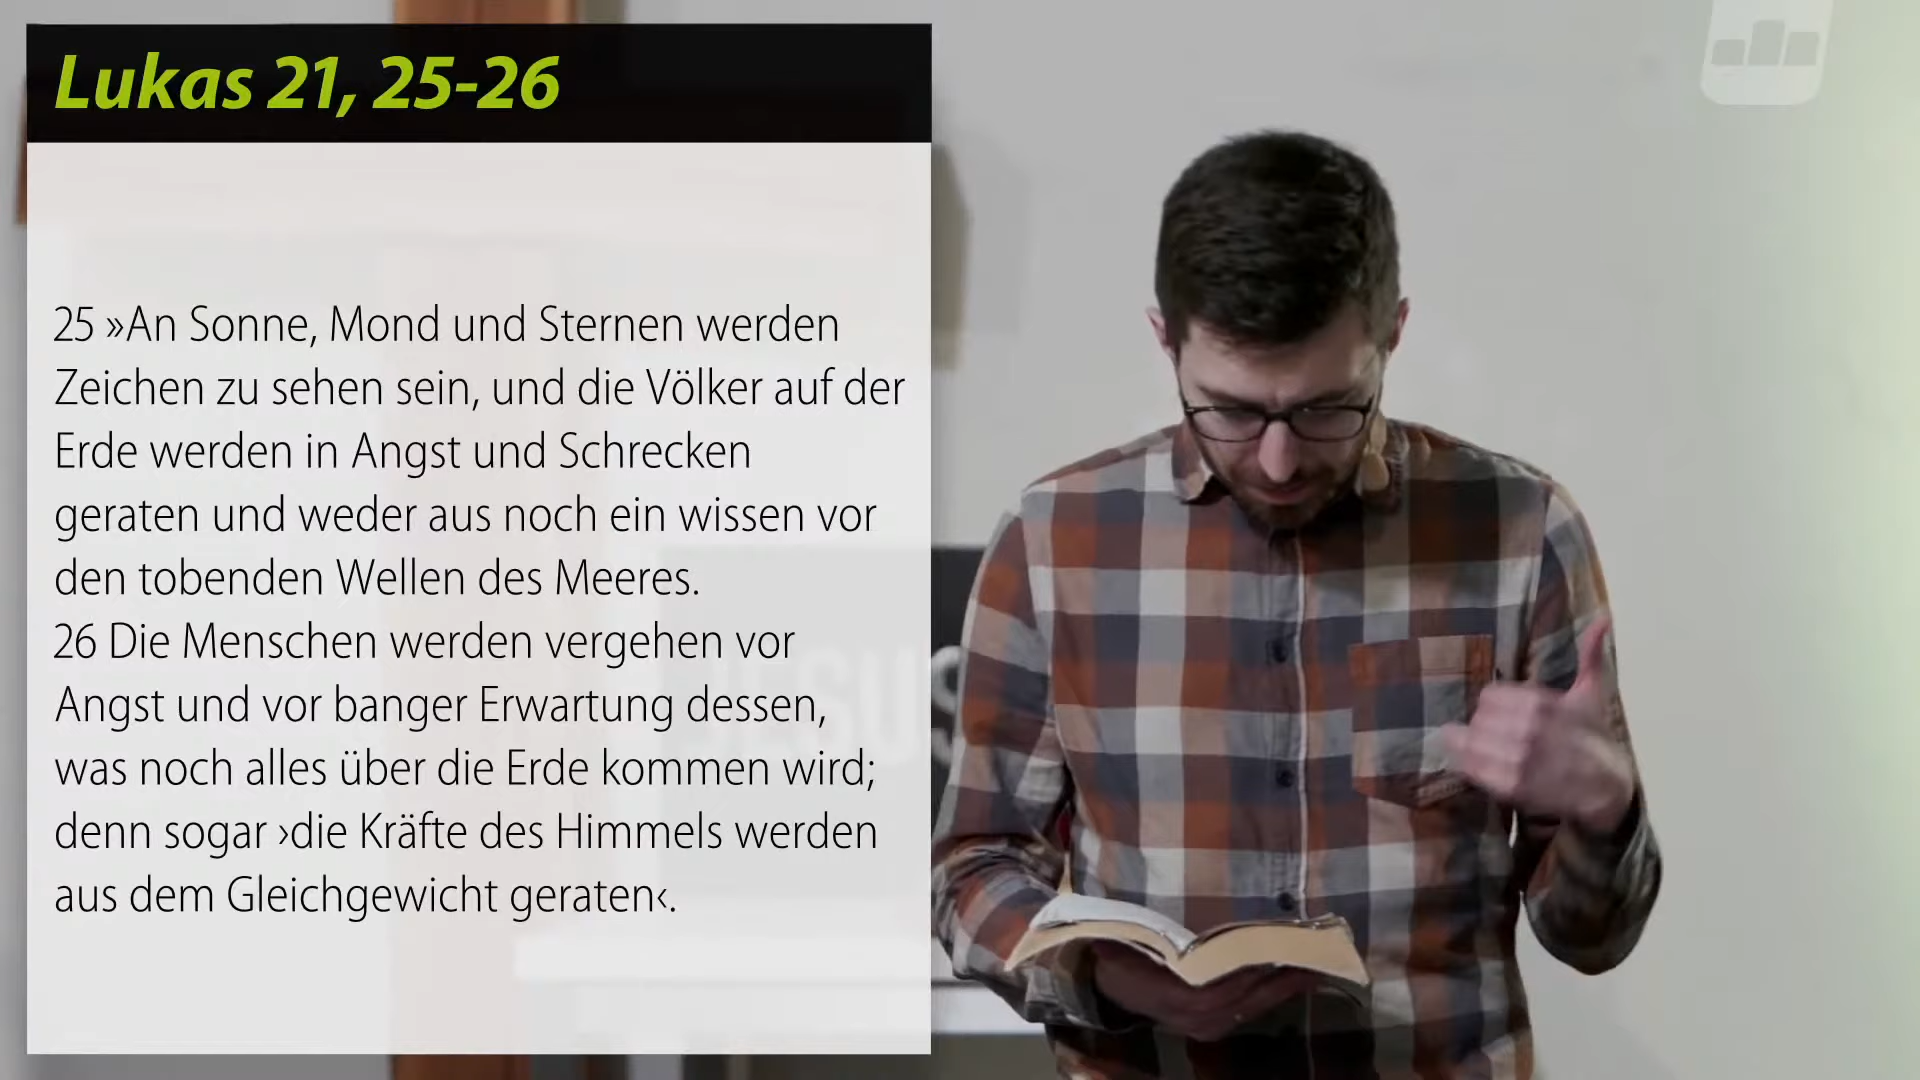 Lukas 21, 25-26
25 »An Sonne, Mond und Sternen werden
Zeichen zu sehen sein, und die Völker auf der
Erde werden in Angst und Schrecken
geraten und weder aus noch ein wissen vor
den tobenden Wellen des Meeres.
26 Die Menschen werden vergehen vor
Angst und vor banger Erwartung dessen,
was noch alles über die Erde kommen wird;
denn sogar ›die Kräfte des Himmels werden
aus dem Gleichgewicht geraten‹.
JESUS